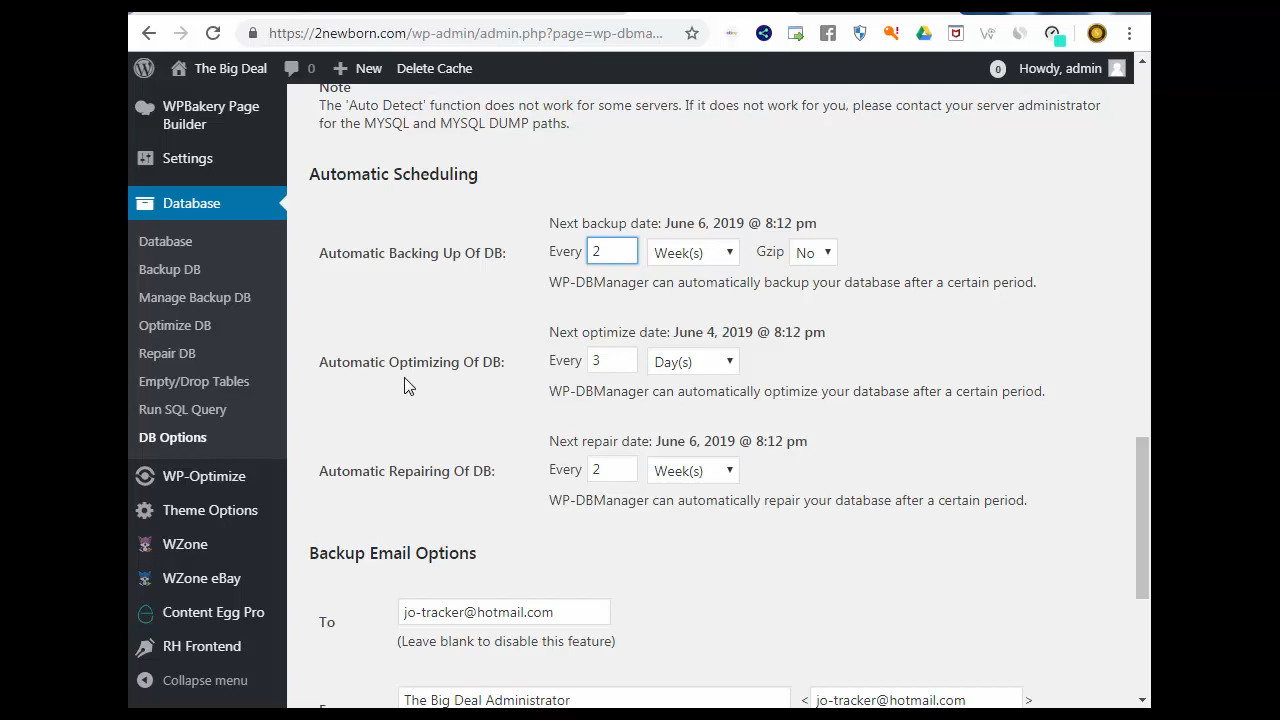 https://2newborn.com/wp-admin/admin.php?page=wp-dbma...
The Big Deal
0
New
Delete Cache
0
Howdy, admin
WPBakery Page
Builder
Settings
Database
Database
Backup DB
Manage Backup DB
Optimize DB
Repair DB
Empty/Drop Tables
Run SQL Query
DB Options
WP-Optimize
Theme Options
WZone
WZone eBay
Content Egg Pro
RH Frontend
Collapse menu
Note
The 'Auto Detect' function does not work for some servers. If it does not work for you, please contact your server administrator
for the MYSQL and MYSQL DUMP paths.
Automatic Scheduling
Next backup date: June 6, 2019 @ 8:12 pm
Automatic Backing Up Of DB:
Every 2 Week(s) Gzip No
WP-DBManager can automatically backup your database after a certain period.
Next optimize date: June 4, 2019 @ 8:12 pm
Automatic Optimizing Of DB:
Every 3 Day(s)
WP-DBManager can automatically optimize your database after a certain period.
Next repair date: June 6, 2019 @ 8:12 pm
Automatic Repairing Of DB:
Every 2 Week(s)
WP-DBManager can automatically repair your database after a certain period.
Backup Email Options
To
jo-tracker@hotmail.com
(Leave blank to disable this feature)
The Big Deal Administrator < jo-tracker@hotmail.com >